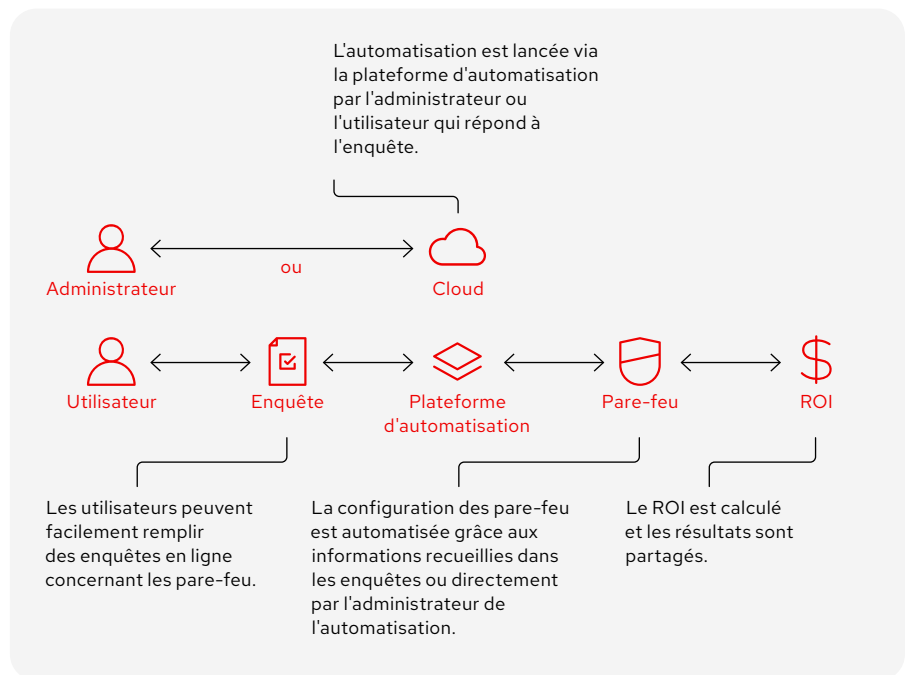 L'automatisation est lancée via
la plateforme d'automatisation
par l'administrateur ou
l'utilisateur qui répond à
l'enquête.
ou
Administrateur
Cloud
Utilisateur
Enquête
Plateforme
d'automatisation
Pare-feu
ROI
Les utilisateurs peuvent
facilement remplir
des enquêtes en ligne
concernant les pare-feu.
La configuration des pare-feu
est automatisée grâce aux
informations recueillies dans
les enquêtes ou directement
par l'administrateur de
l'automatisation.
Le ROI est calculé
et les résultats sont
partagés.